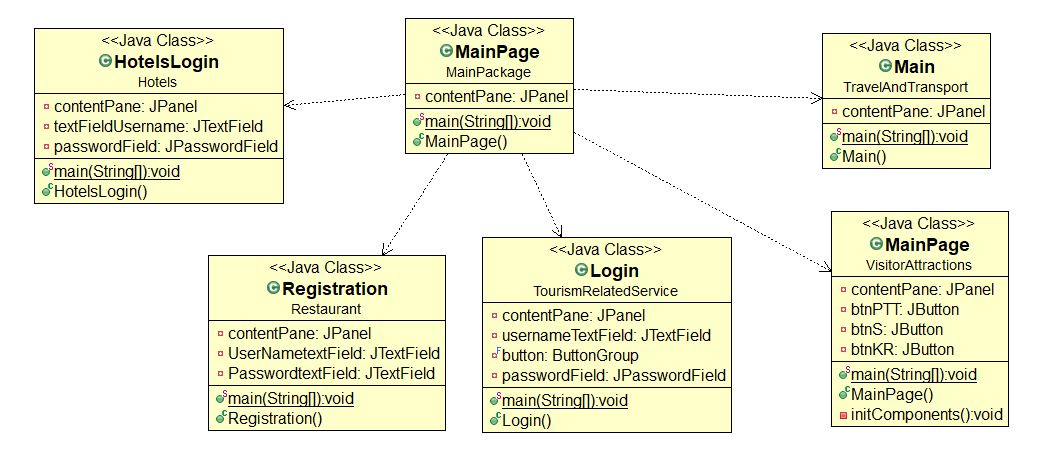 <<Java Class>>
HotelsLogin
Hotels
contentPane: JPanel
textFieldUsername: JTextField
passwordField: JPasswordField
main(String[]):void
HotelsLogin()
<<Java Class>>
MainPage
MainPackage
contentPane: JPanel
main(String[]):void
MainPage()
<<Java Class>>
Main
TravelAndTransport
contentPane: JPanel
main(String[]):void
Main()
<<Java Class>>
Registration
Restaurant
contentPane: JPanel
UserNametextField: JTextField
PasswordtextField: JTextField
main(String[]):void
Registration()
<<Java Class>>
Login
TourismRelatedService
contentPane: JPanel
usernameTextField: JTextField
button: ButtonGroup
passwordField: JPasswordField
main(String[]):void
Login()
<<Java Class>>
MainPage
VisitorAttractions
contentPane: JPanel
btnPTT: JButton
btnS: JButton
btnKR: JButton
main(String[]):void
MainPage()
initComponents():void